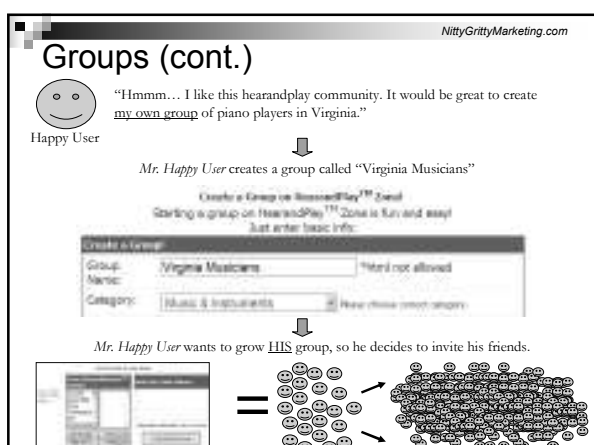 NittyGrittyMarketing.com
Groups (cont.)
“Hmmm… I like this hearandplay community. It would be great to create
my own group of piano players in Virginia.”
Happy User
Mr. Happy User creates a group called “Virginia Musicians”
Create a Group on HearandPlay™ Zone!
Starting a group on HearandPlay™ Zone is fun and easy!
Just enter basic info:
Create a Group
Group Name: Virginia Musicians *html not allowed
Category: Music & Instruments Please choose correct category
Mr. Happy User wants to grow HIS group, so he decides to invite his friends.
=